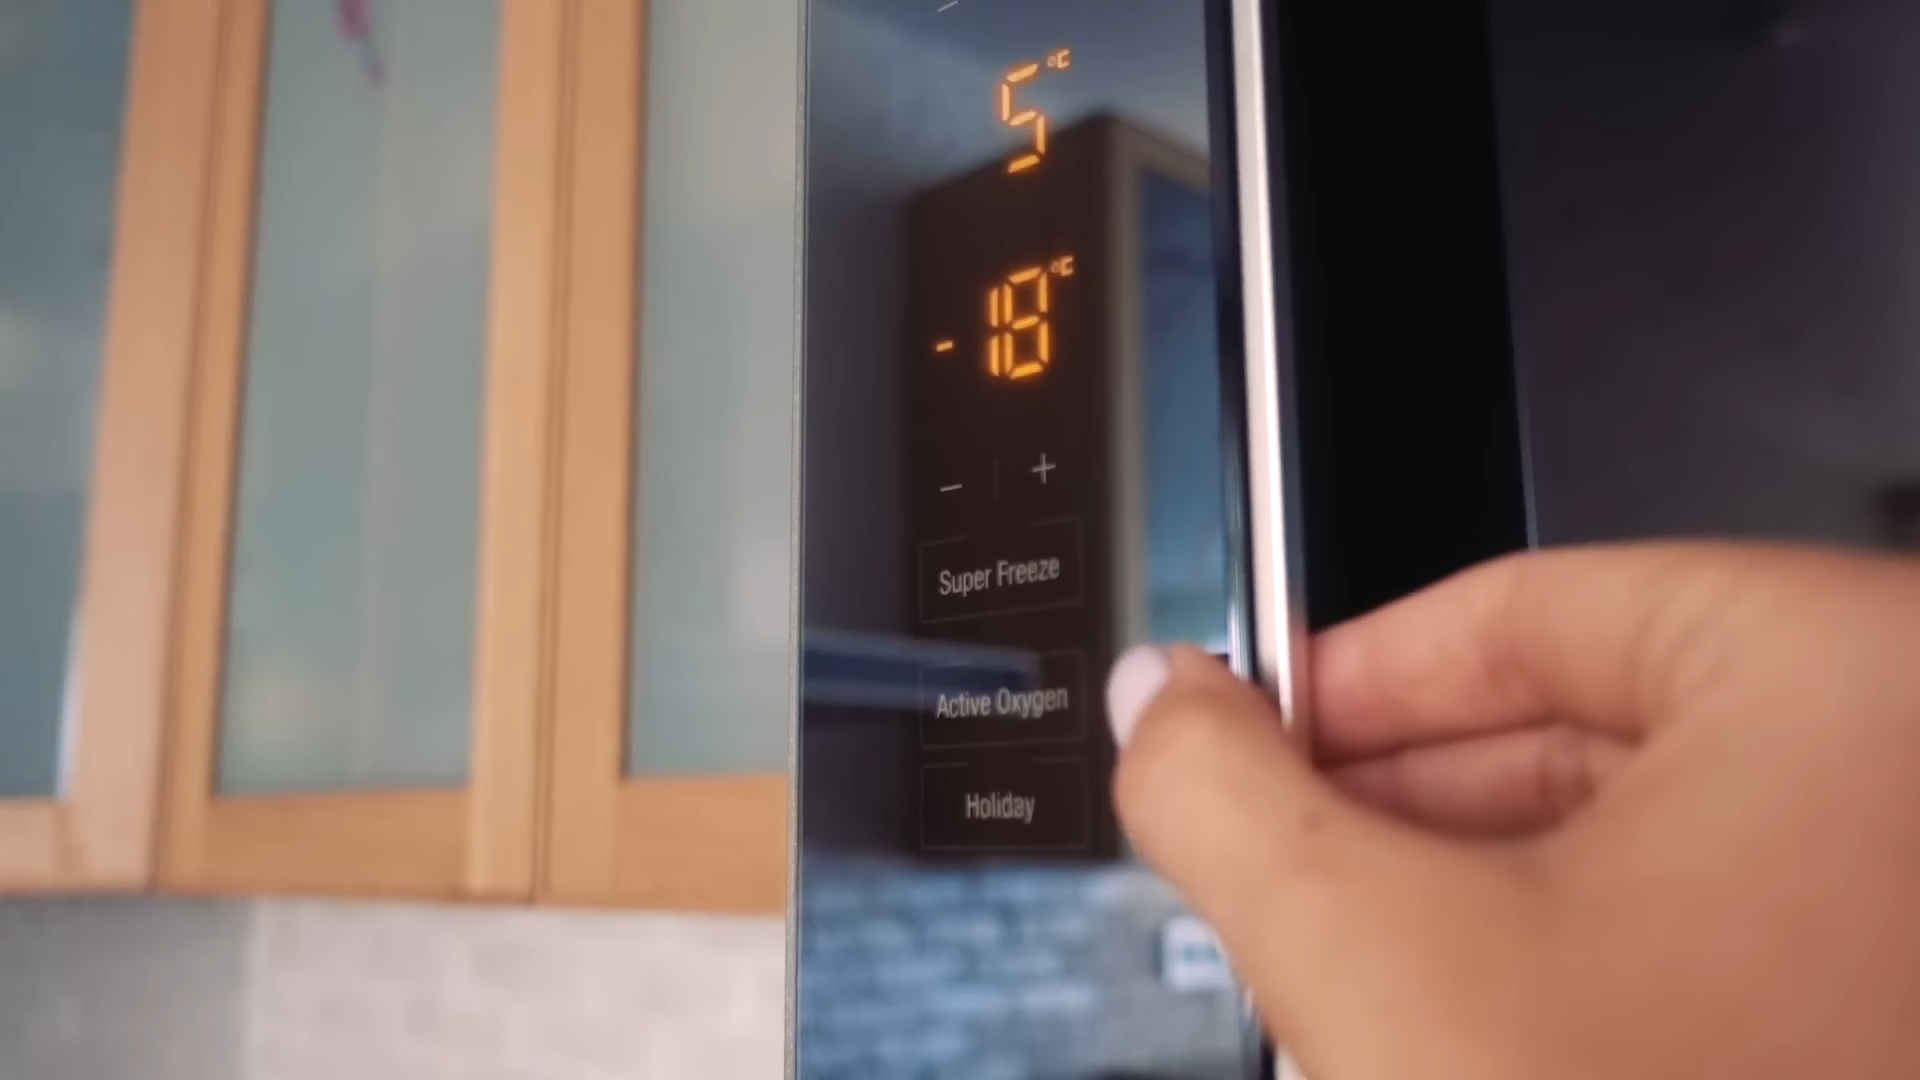 5°C
-18°C
− | +
Super Freeze
Active Oxygen
Holiday